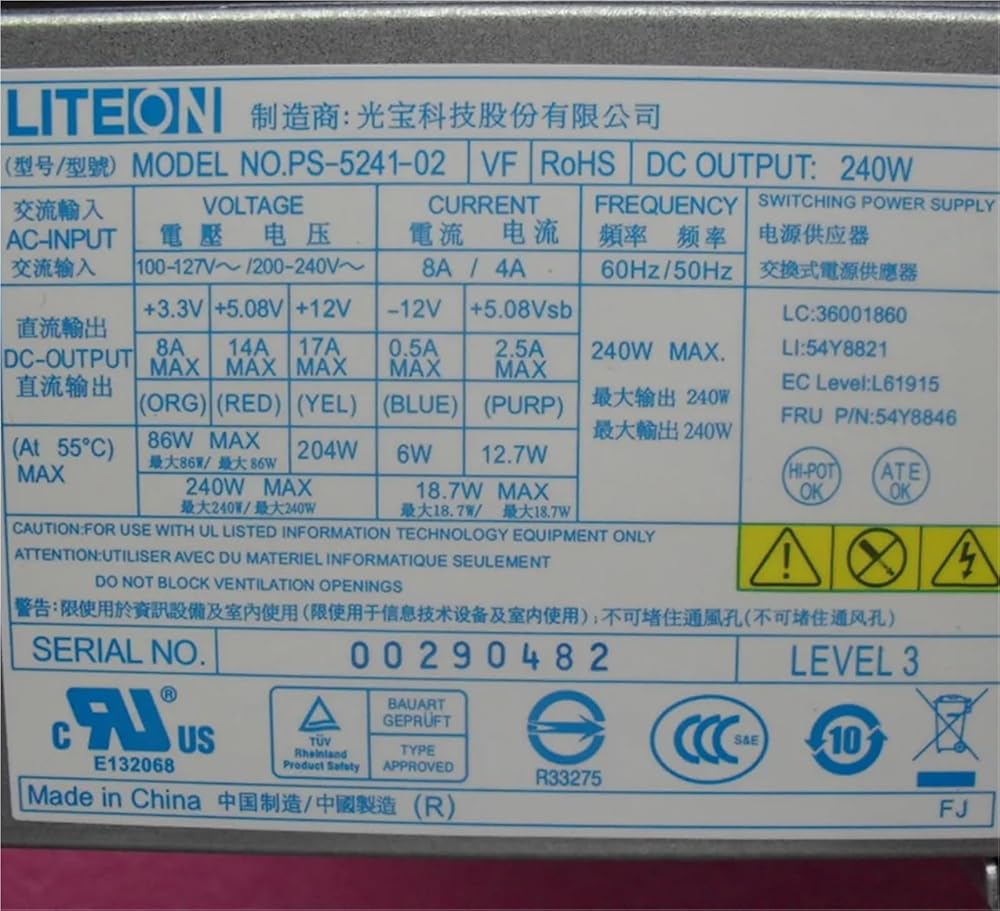 LITEON 制造商:光宝科技股份有限公司
(型号/型號) MODEL NO.PS-5241-02 VF RoHS DC OUTPUT: 240W
交流輸入 AC-INPUT 交流输入
VOLTAGE CURRENT FREQUENCY
電壓 电压 電流 电流 頻率 频率
100-127V～/200-240V～ 8A / 4A 60Hz/50Hz
SWITCHING POWER SUPPLY
电源供应器
交換式電源供應器
直流輸出 DC-OUTPUT 直流输出
+3.3V +5.08V +12V -12V +5.08Vsb
8A MAX 14A MAX 17A MAX 0.5A MAX 2.5A MAX
(ORG) (RED) (YEL) (BLUE) (PURP)
240W MAX.
最大输出 240W
最大輸出 240W
(At 55°C) MAX
86W MAX 204W 6W 12.7W
最大86W/ 最大86W
240W MAX 18.7W MAX
最大240W/最大240W 最大18.7W/ 最大18.7W
LC:36001860
LI:54Y8821
EC Level:L61915
FRU P/N:54Y8846
HI-POT OK
ATE OK
CAUTION:FOR USE WITH UL LISTED INFORMATION TECHNOLOGY EQUIPMENT ONLY
ATTENTION:UTILISER AVEC DU MATERIEL INFORMATIQUE SEULEMENT
DO NOT BLOCK VENTILATION OPENINGS
警告:限使用於資訊設備及室內使用(限使用于信息技术设备及室内使用);不可堵住通風孔(不可堵住通风孔)
SERIAL NO. 00290482 LEVEL 3
c RU ® US
E132068
TÜV
Rheinland
Product Safety
BAUART
GEPRÜFT
TYPE
APPROVED
R33275
CCC S&E
10
Made in China 中国制造/中國製造 (R) FJ